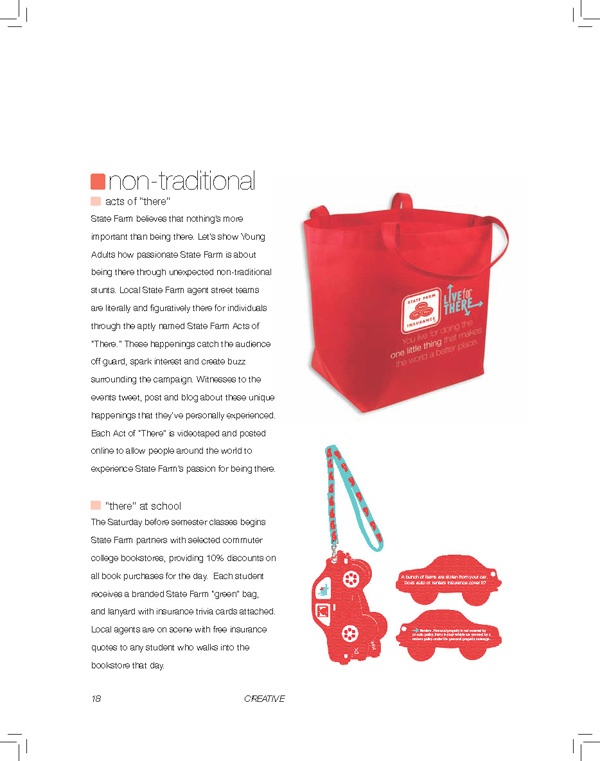 non-traditional
acts of "there"
State Farm believes that nothing's more
important than being there. Let's show Young
Adults how passionate State Farm is about
being there through unexpected non-traditional
stunts. Local State Farm agent street teams
are literally and figuratively there for individuals
through the aptly named State Farm Acts of
"There." These happenings catch the audience
off guard, spark interest and create buzz
surrounding the campaign. Witnesses to the
events tweet, post and blog about these unique
happenings that they've personally experienced.
Each Act of "There" is videotaped and posted
online to allow people around the world to
experience State Farm's passion for being there.
"there" at school
The Saturday before semester classes begins
State Farm partners with selected commuter
college bookstores, providing 10% discounts on
all book purchases for the day. Each student
receives a branded State Farm "green" bag,
and lanyard with insurance trivia cards attached.
Local agents are on scene with free insurance
quotes to any student who walks into the
bookstore that day.
STATE FARM
INSURANCE
LIVE for
THERE
You live for doing the
one little thing that makes
the world a better place.
A bunch of items are stolen from your car.
Does auto or renters insurance cover it?
18
CREATIVE